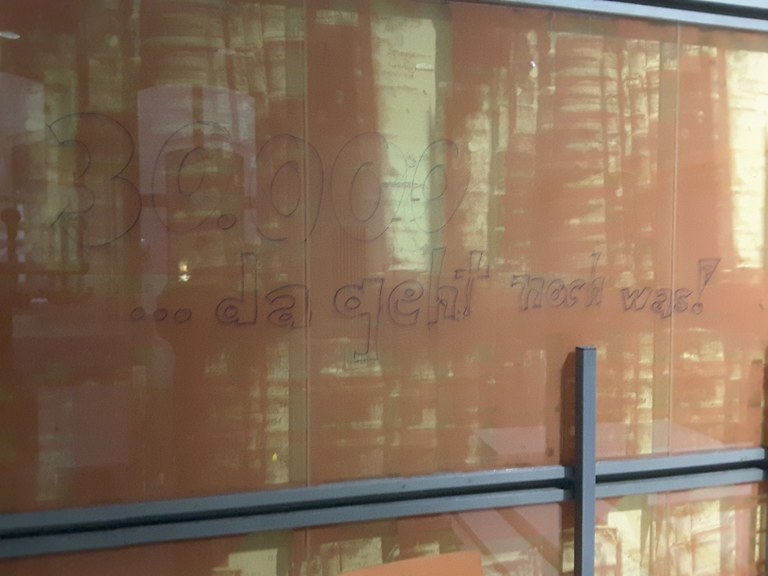 30.000
... da geht noch was!